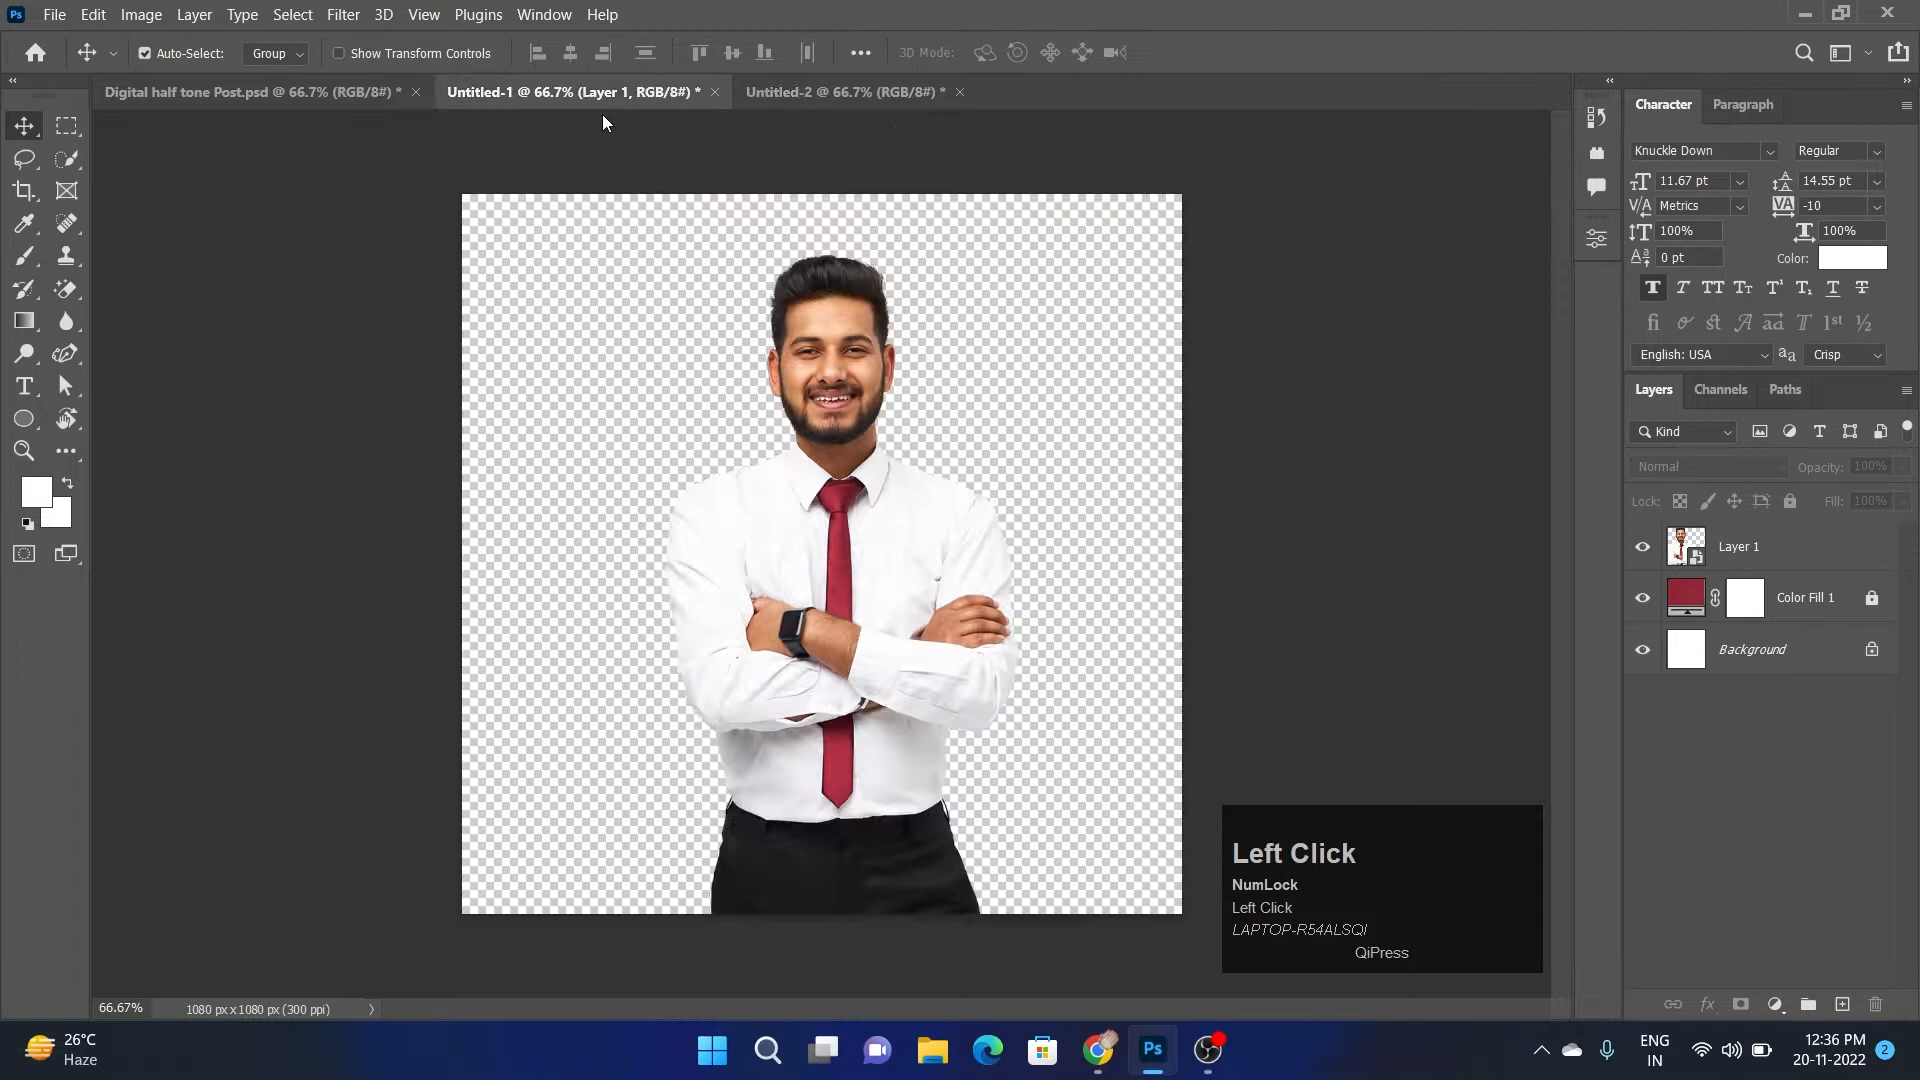 Ps File Edit Image Layer Type Select Filter 3D View Plugins Window Help
Auto-Select: Group Show Transform Controls 3D Mode:
Digital half tone Post.psd @ 66.7% (RGB/8#) * Untitled-1 @ 66.7% (Layer 1, RGB/8#) * Untitled-2 @ 66.7% (RGB/8#) *
Character Paragraph
Knuckle Down Regular
11.67 pt 14.55 pt
Metrics -10
100% 100%
0 pt Color:
English: USA Crisp
Layers Channels Paths
Kind
Normal Opacity: 100%
Lock: Fill: 100%
Layer 1
Color Fill 1
Background
Left Click
NumLock
Left Click
LAPTOP-R54ALSQI
QiPress
66.67% 1080 px x 1080 px (300 ppi)
26°C
Haze
Ps
ENG
IN
12:36 PM
20-11-2022
2